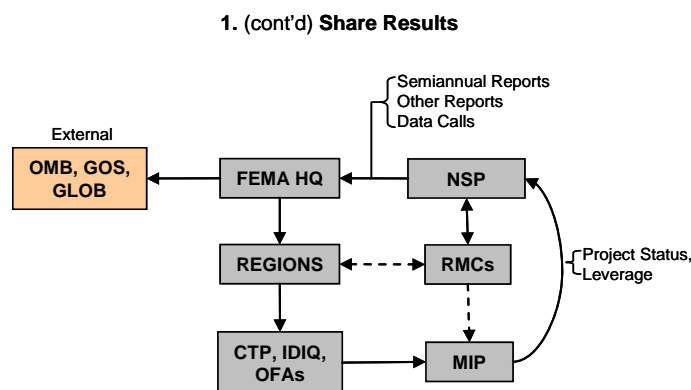 1. (cont’d) Share Results
Semiannual Reports
Other Reports
Data Calls
External
OMB, GOS,
GLOB
FEMA HQ
NSP
REGIONS
RMCs
Project Status,
Leverage
CTP, IDIQ,
OFAs
MIP